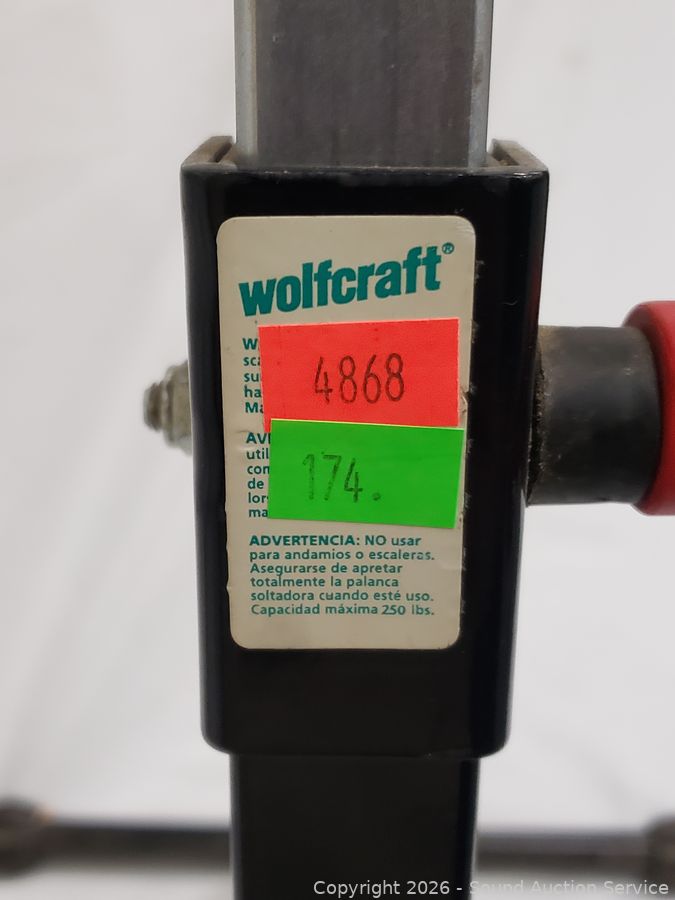 wolfcraft®
4868
174.
ADVERTENCIA: NO usar
para andamios o escaleras.
Asegurarse de apretar
totalmente la palanca
soltadora cuando esté uso.
Capacidad máxima 250 lbs.
Copyright 2026 - Sound Auction Service